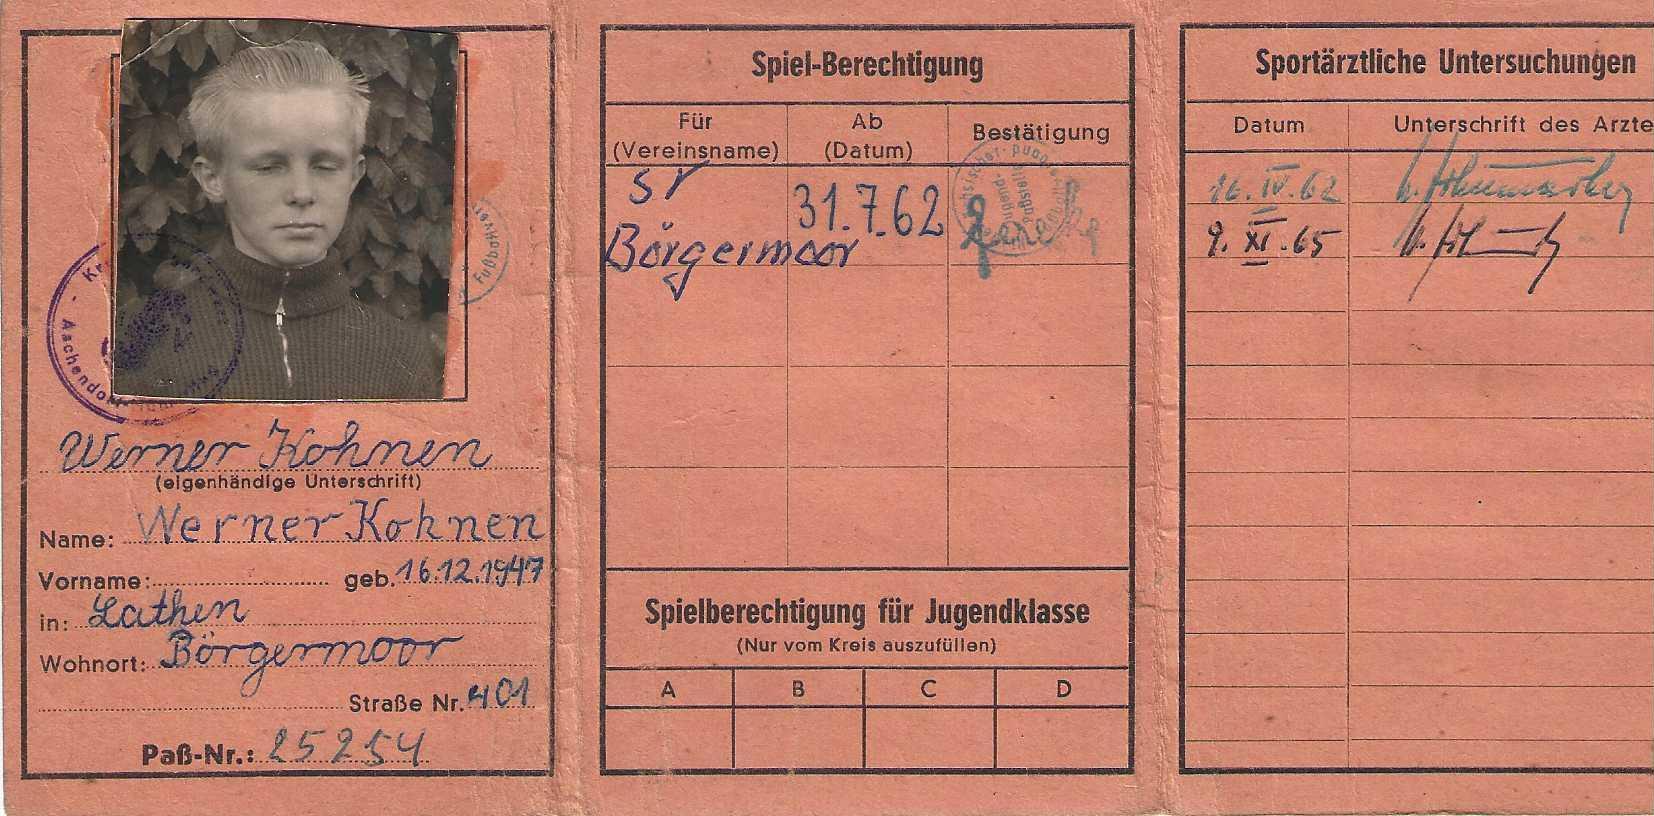 Werner Kohnen
(eigenhändige Unterschrift)
Name: Werner Kohnen
Vorname: geb. 16.12.1947
in: Lathen
Wohnort: Börgermoor
Straße Nr. 401
Paß-Nr.: 25254
Aschendorf
Fußball
Spiel-Berechtigung
Für
(Vereinsname)
Ab
(Datum)
Bestätigung
SV
Börgermoor
31.7.62
Spielberechtigung für Jugendklasse
(Nur vom Kreis auszufüllen)
A B C D
Sportärztliche Untersuchungen
Datum Unterschrift des Arzte
16.IV.62
9.XI.65